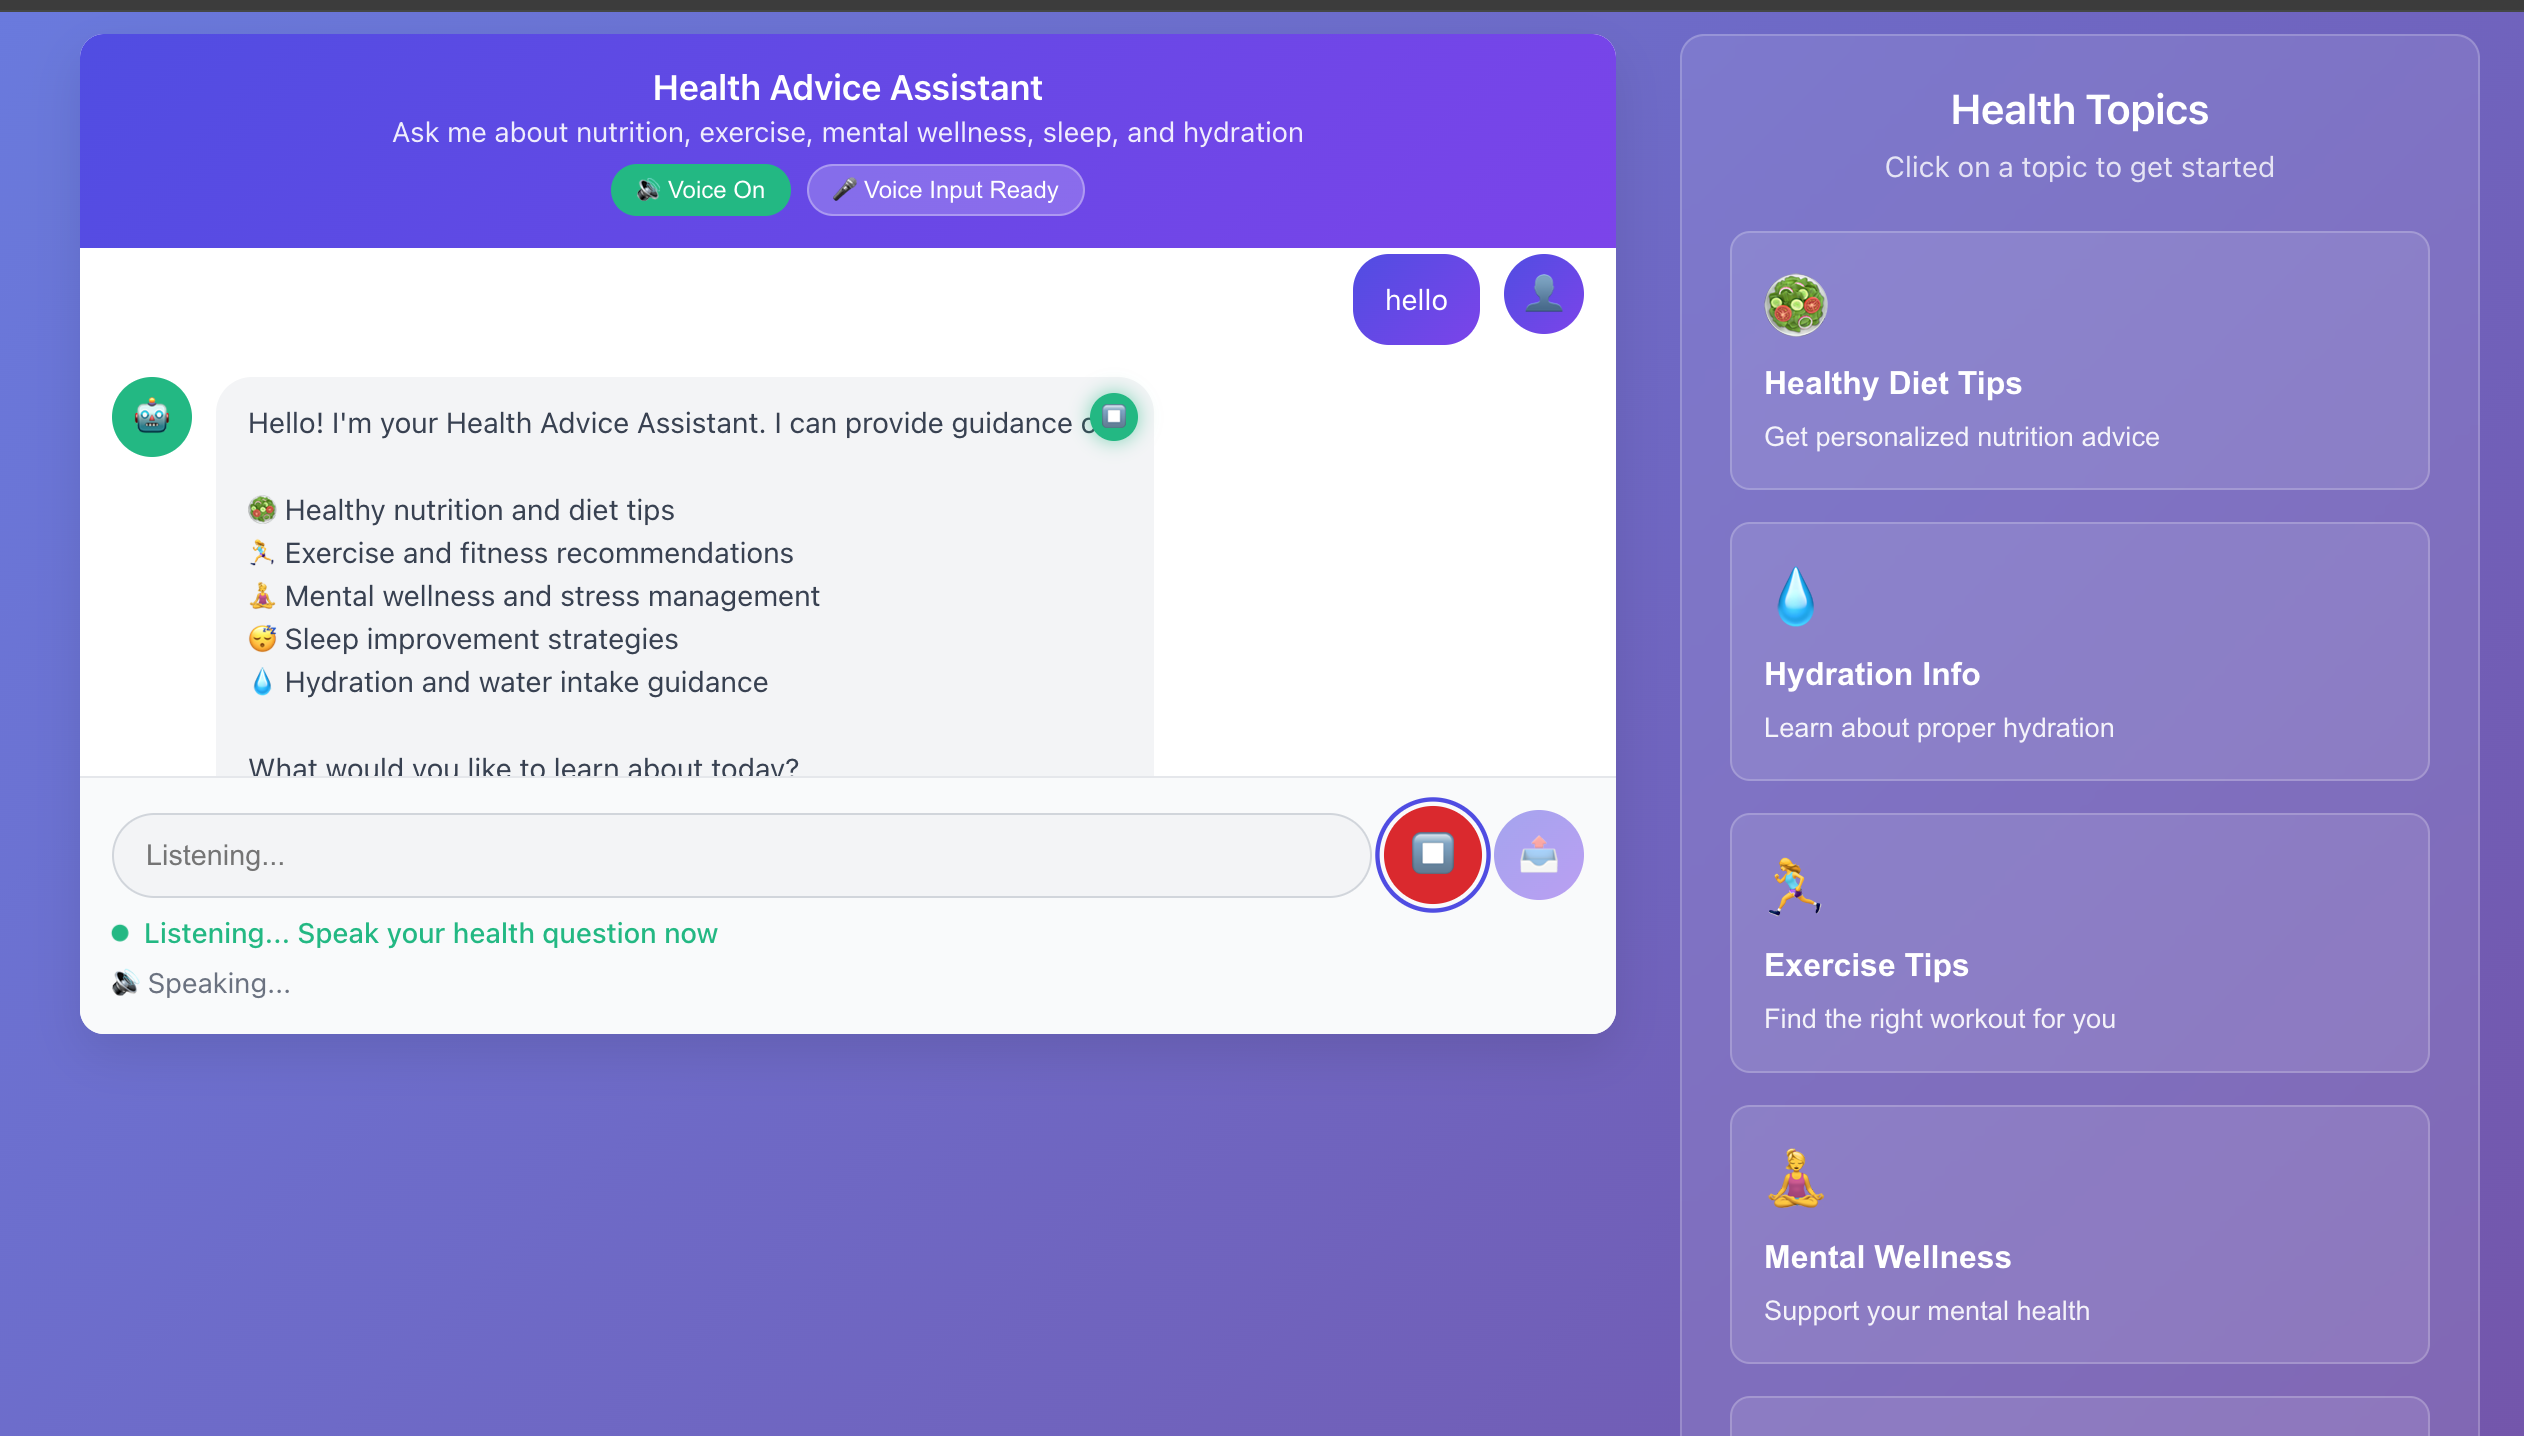 Health Advice Assistant
Ask me about nutrition, exercise, mental wellness, sleep, and hydration
Voice On
Voice Input Ready
hello
Hello! I'm your Health Advice Assistant. I can provide guidance
Healthy nutrition and diet tips
Exercise and fitness recommendations
Mental wellness and stress management
Sleep improvement strategies
Hydration and water intake guidance
What would you like to learn about today?
Listening...
Listening... Speak your health question now
Speaking...
Health Topics
Click on a topic to get started
Healthy Diet Tips
Get personalized nutrition advice
Hydration Info
Learn about proper hydration
Exercise Tips
Find the right workout for you
Mental Wellness
Support your mental health